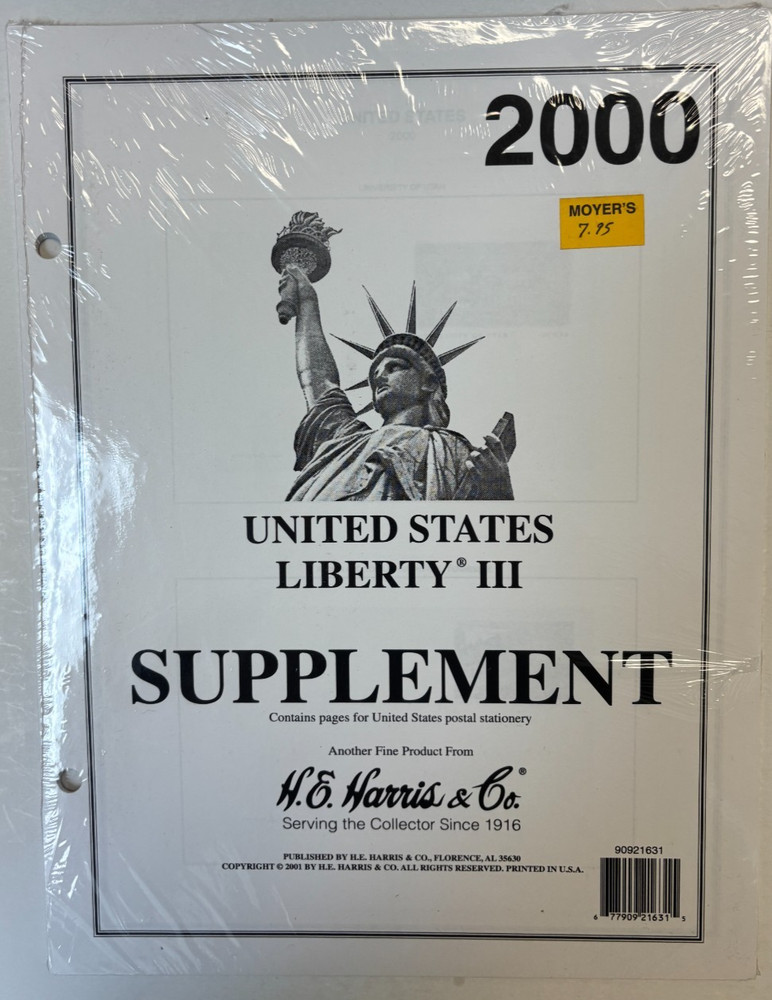 2000
MOYER'S
7.95
UNITED STATES
LIBERTY® III
SUPPLEMENT
Contains pages for United States postal stationery
Another Fine Product From
H.E. Harris & Co.®
Serving the Collector Since 1916
PUBLISHED BY H.E. HARRIS & CO., FLORENCE, AL 35630
COPYRIGHT © 2001 BY H.E. HARRIS & CO. ALL RIGHTS RESERVED. PRINTED IN U.S.A.
90921631
6 77909 21631 5